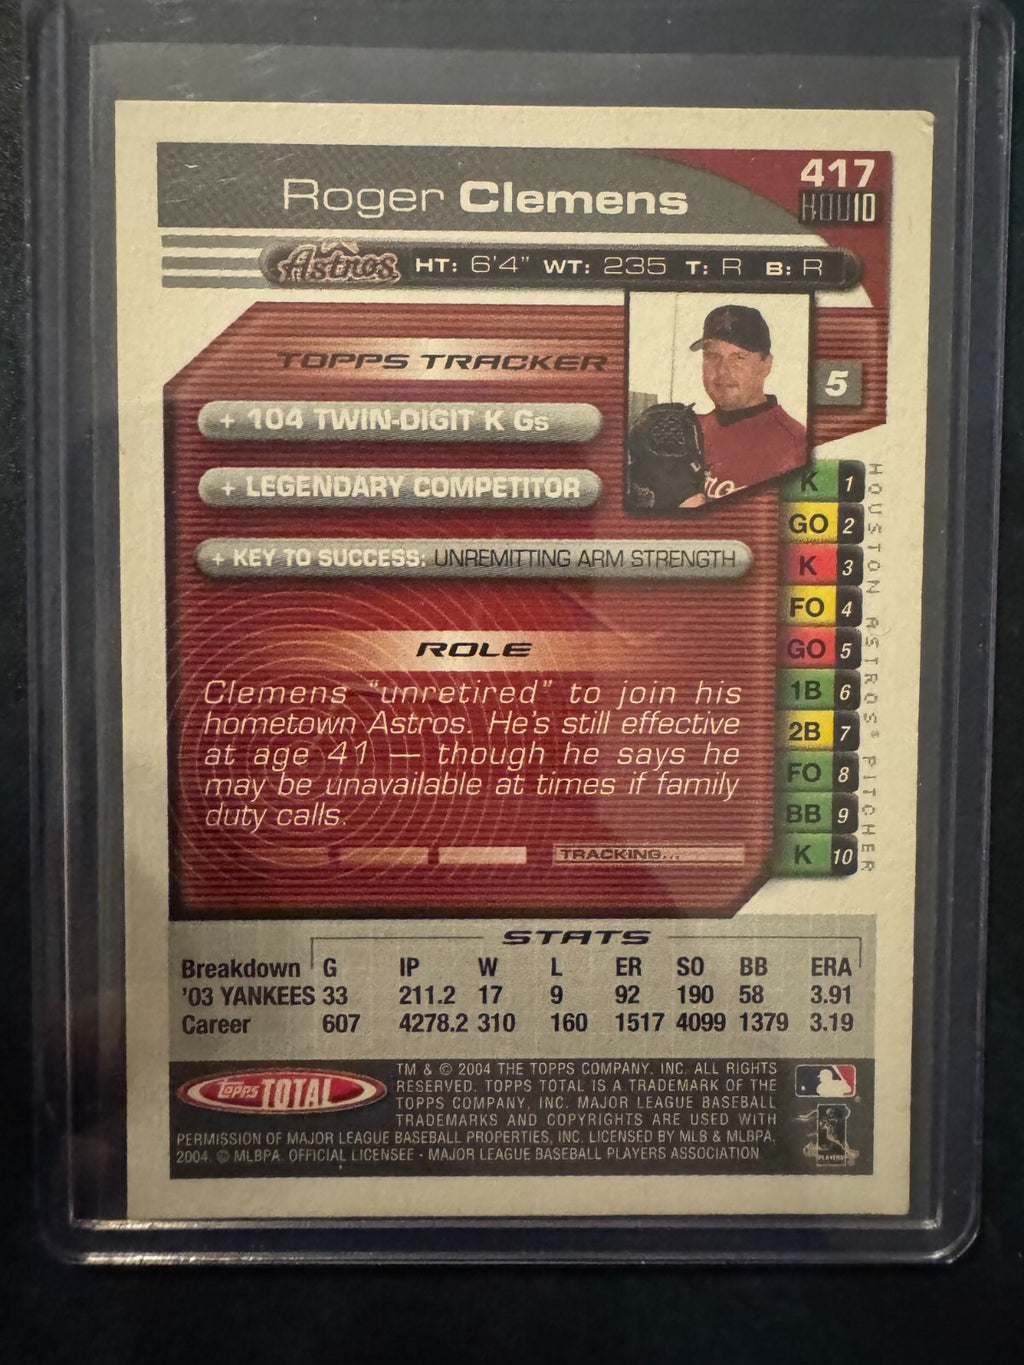 Roger Clemens
417
HOU10
Astros HT: 6'4" WT: 235 T: R B: R
TOPPS TRACKER
5
+ 104 TWIN-DIGIT K Gs
+ LEGENDARY COMPETITOR
+ KEY TO SUCCESS: UNREMITTING ARM STRENGTH
ROLE
Clemens "unretired" to join his
hometown Astros. He's still effective
at age 41 — though he says he
may be unavailable at times if family
duty calls.
TRACKING...
K 1
GO 2
K 3
FO 4
GO 5
1B 6
2B 7
FO 8
BB 9
K 10
HOUSTON ASTROS® PITCHER
STATS
Breakdown G IP W L ER SO BB ERA
'03 YANKEES 33 211.2 17 9 92 190 58 3.91
Career 607 4278.2 310 160 1517 4099 1379 3.19
Topps TOTAL
TM & © 2004 THE TOPPS COMPANY, INC. ALL RIGHTS
RESERVED. TOPPS TOTAL IS A TRADEMARK OF THE
TOPPS COMPANY, INC. MAJOR LEAGUE BASEBALL
TRADEMARKS AND COPYRIGHTS ARE USED WITH
PERMISSION OF MAJOR LEAGUE BASEBALL PROPERTIES, INC. LICENSED BY MLB & MLBPA,
2004. © MLBPA. OFFICIAL LICENSEE - MAJOR LEAGUE BASEBALL PLAYERS ASSOCIATION.